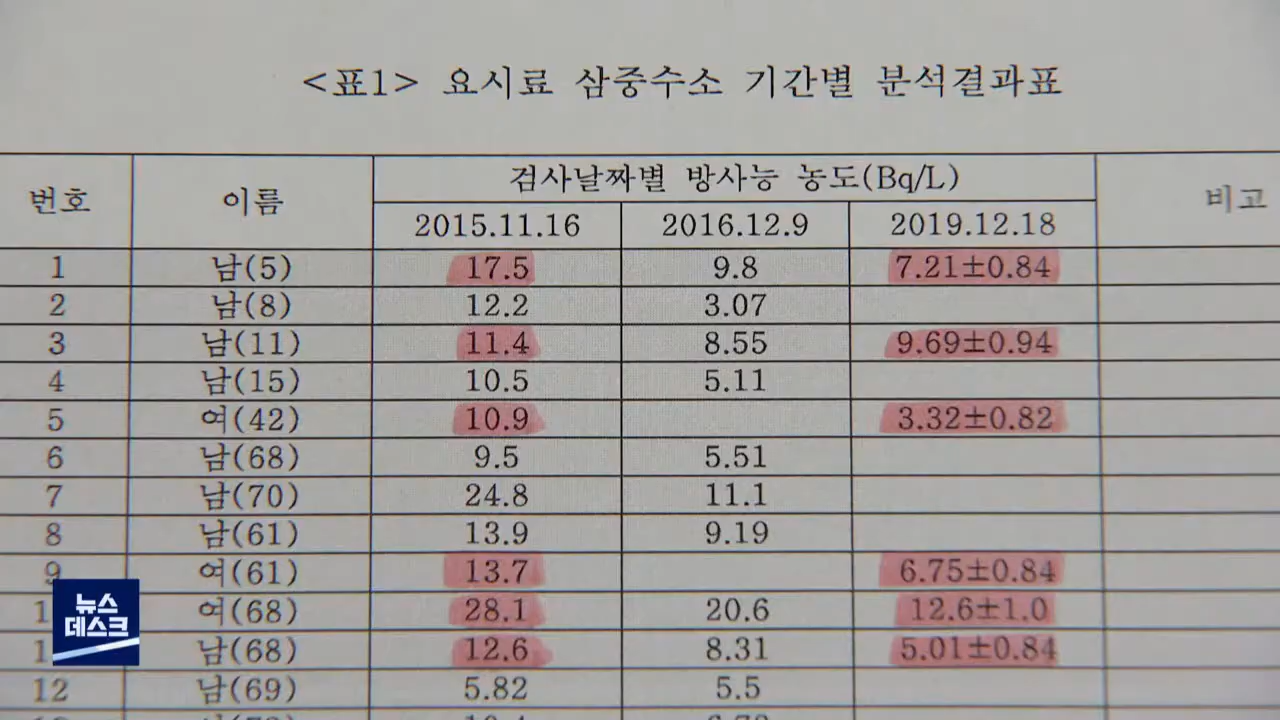 <표1> 요시료 삼중수소 기간별 분석결과표
번호 이름 검사날짜별 방사능 농도(Bq/L) 비고
2015.11.16 2016.12.9 2019.12.18
1 남(5) 17.5 9.8 7.21±0.84
2 남(8) 12.2 3.07
3 남(11) 11.4 8.55 9.69±0.94
4 남(15) 10.5 5.11
5 여(42) 10.9 3.32±0.82
6 남(68) 9.5 5.51
7 남(70) 24.8 11.1
8 남(61) 13.9 9.19
9 여(61) 13.7 6.75±0.84
여(68) 28.1 20.6 12.6±1.0
남(68) 12.6 8.31 5.01±0.84
12 남(69) 5.82 5.5
뉴스
데스크